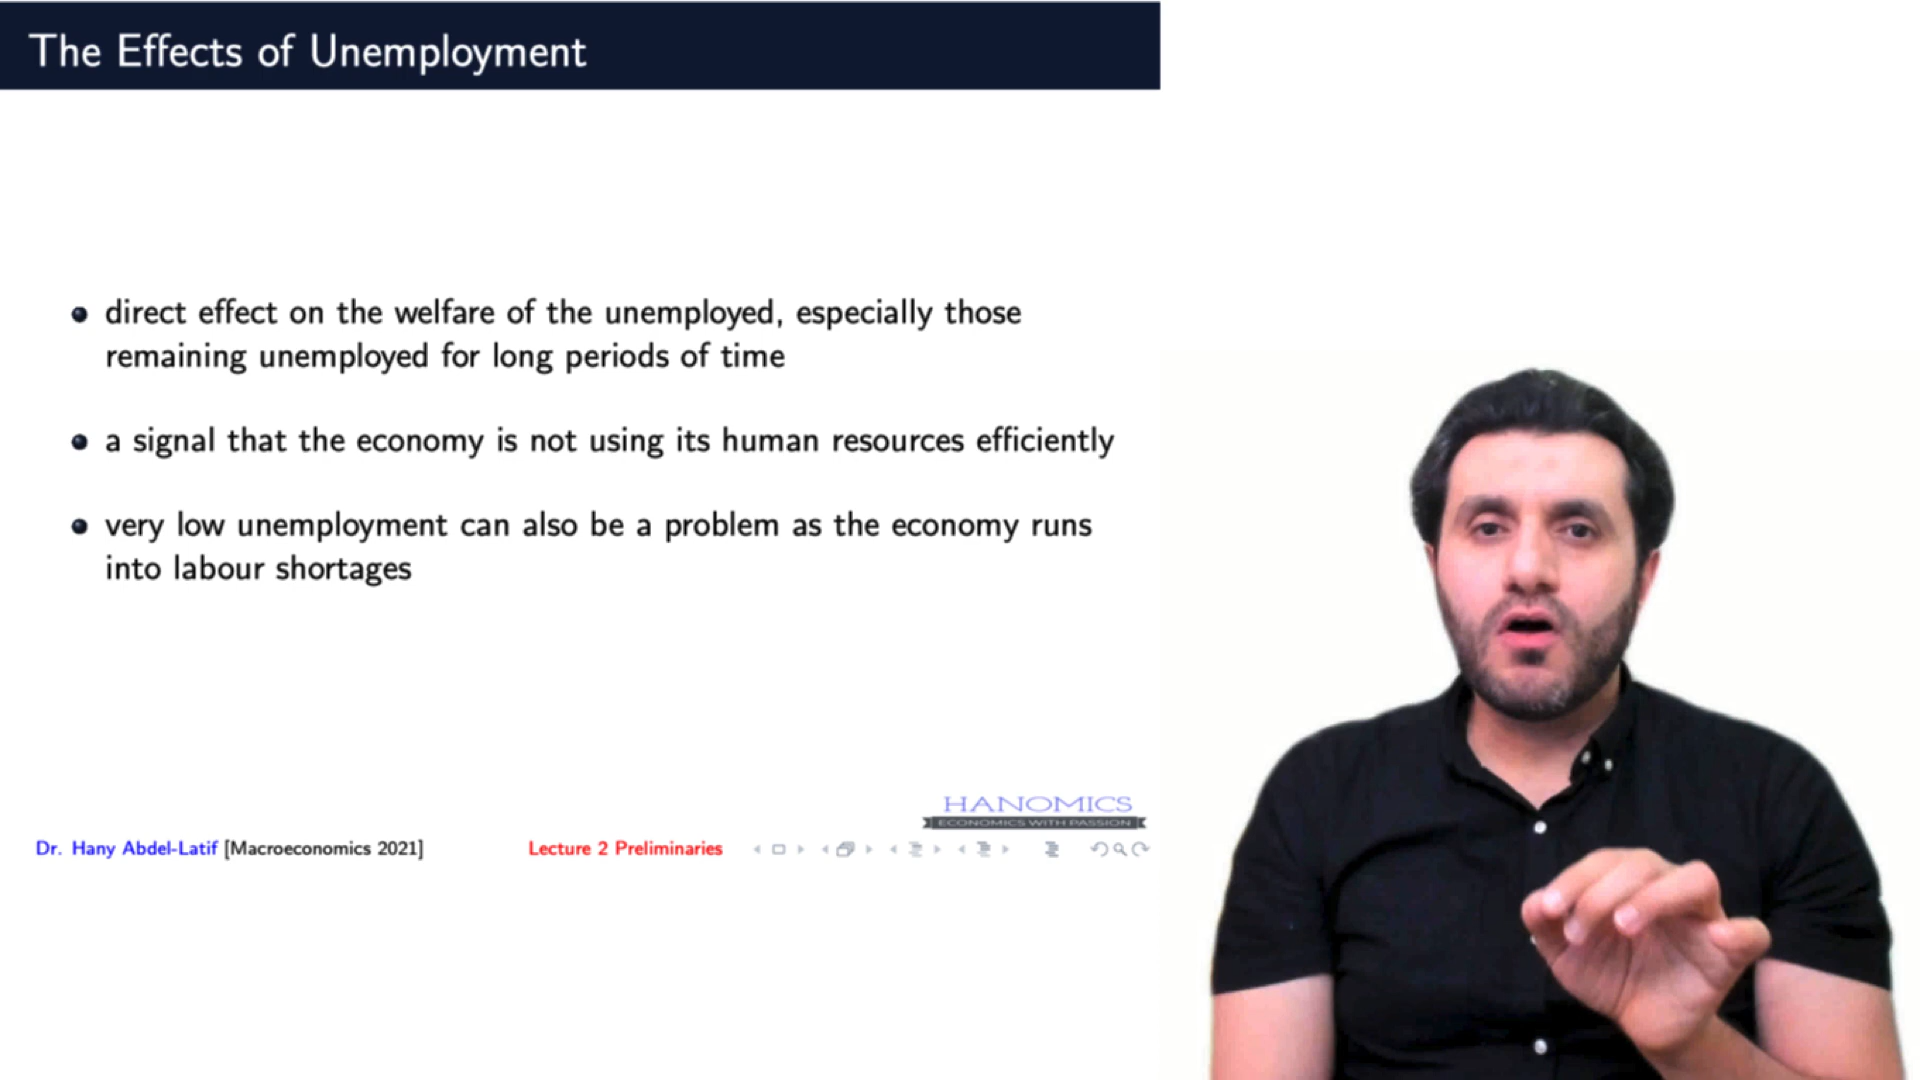 The Effects of Unemployment
direct effect on the welfare of the unemployed, especially those
remaining unemployed for long periods of time
a signal that the economy is not using its human resources efficiently
very low unemployment can also be a problem as the economy runs
into labour shortages
HANOMICS
ECONOMICS WITH PASSION
Dr. Hany Abdel-Latif [Macroeconomics 2021] Lecture 2 Preliminaries